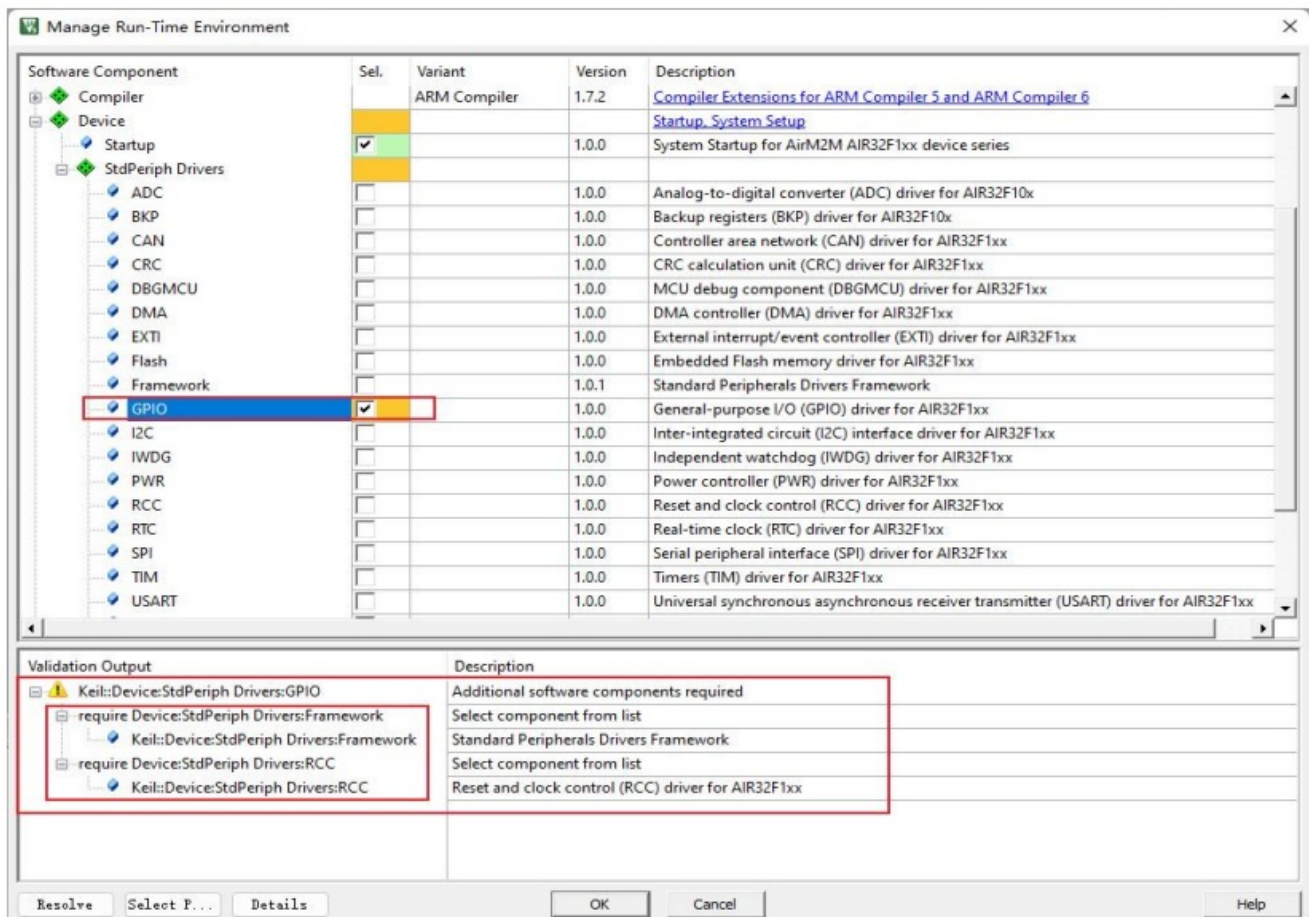 Manage Run-Time Environment
Software Component Sel. Variant Version Description
Compiler ARM Compiler 1.7.2 Compiler Extensions for ARM Compiler 5 and ARM Compiler 6
Device Startup, System Setup
Startup 1.0.0 System Startup for AirM2M AIR32F1xx device series
StdPeriph Drivers
ADC 1.0.0 Analog-to-digital converter (ADC) driver for AIR32F10x
BKP 1.0.0 Backup registers (BKP) driver for AIR32F10x
CAN 1.0.0 Controller area network (CAN) driver for AIR32F1xx
CRC 1.0.0 CRC calculation unit (CRC) driver for AIR32F1xx
DBGMCU 1.0.0 MCU debug component (DBGMCU) driver for AIR32F1xx
DMA 1.0.0 DMA controller (DMA) driver for AIR32F1xx
EXTI 1.0.0 External interrupt/event controller (EXTI) driver for AIR32F1xx
Flash 1.0.0 Embedded Flash memory driver for AIR32F1xx
Framework 1.0.1 Standard Peripherals Drivers Framework
GPIO 1.0.0 General-purpose I/O (GPIO) driver for AIR32F1xx
I2C 1.0.0 Inter-integrated circuit (I2C) interface driver for AIR32F1xx
IWDG 1.0.0 Independent watchdog (IWDG) driver for AIR32F1xx
PWR 1.0.0 Power controller (PWR) driver for AIR32F1xx
RCC 1.0.0 Reset and clock control (RCC) driver for AIR32F1xx
RTC 1.0.0 Real-time clock (RTC) driver for AIR32F1xx
SPI 1.0.0 Serial peripheral interface (SPI) driver for AIR32F1xx
TIM 1.0.0 Timers (TIM) driver for AIR32F1xx
USART 1.0.0 Universal synchronous asynchronous receiver transmitter (USART) driver for AIR32F1xx
Validation Output Description
Keil::Device:StdPeriph Drivers:GPIO Additional software components required
require Device:StdPeriph Drivers:Framework Select component from list
Keil::Device:StdPeriph Drivers:Framework Standard Peripherals Drivers Framework
require Device:StdPeriph Drivers:RCC Select component from list
Keil::Device:StdPeriph Drivers:RCC Reset and clock control (RCC) driver for AIR32F1xx
Resolve Select P... Details OK Cancel Help